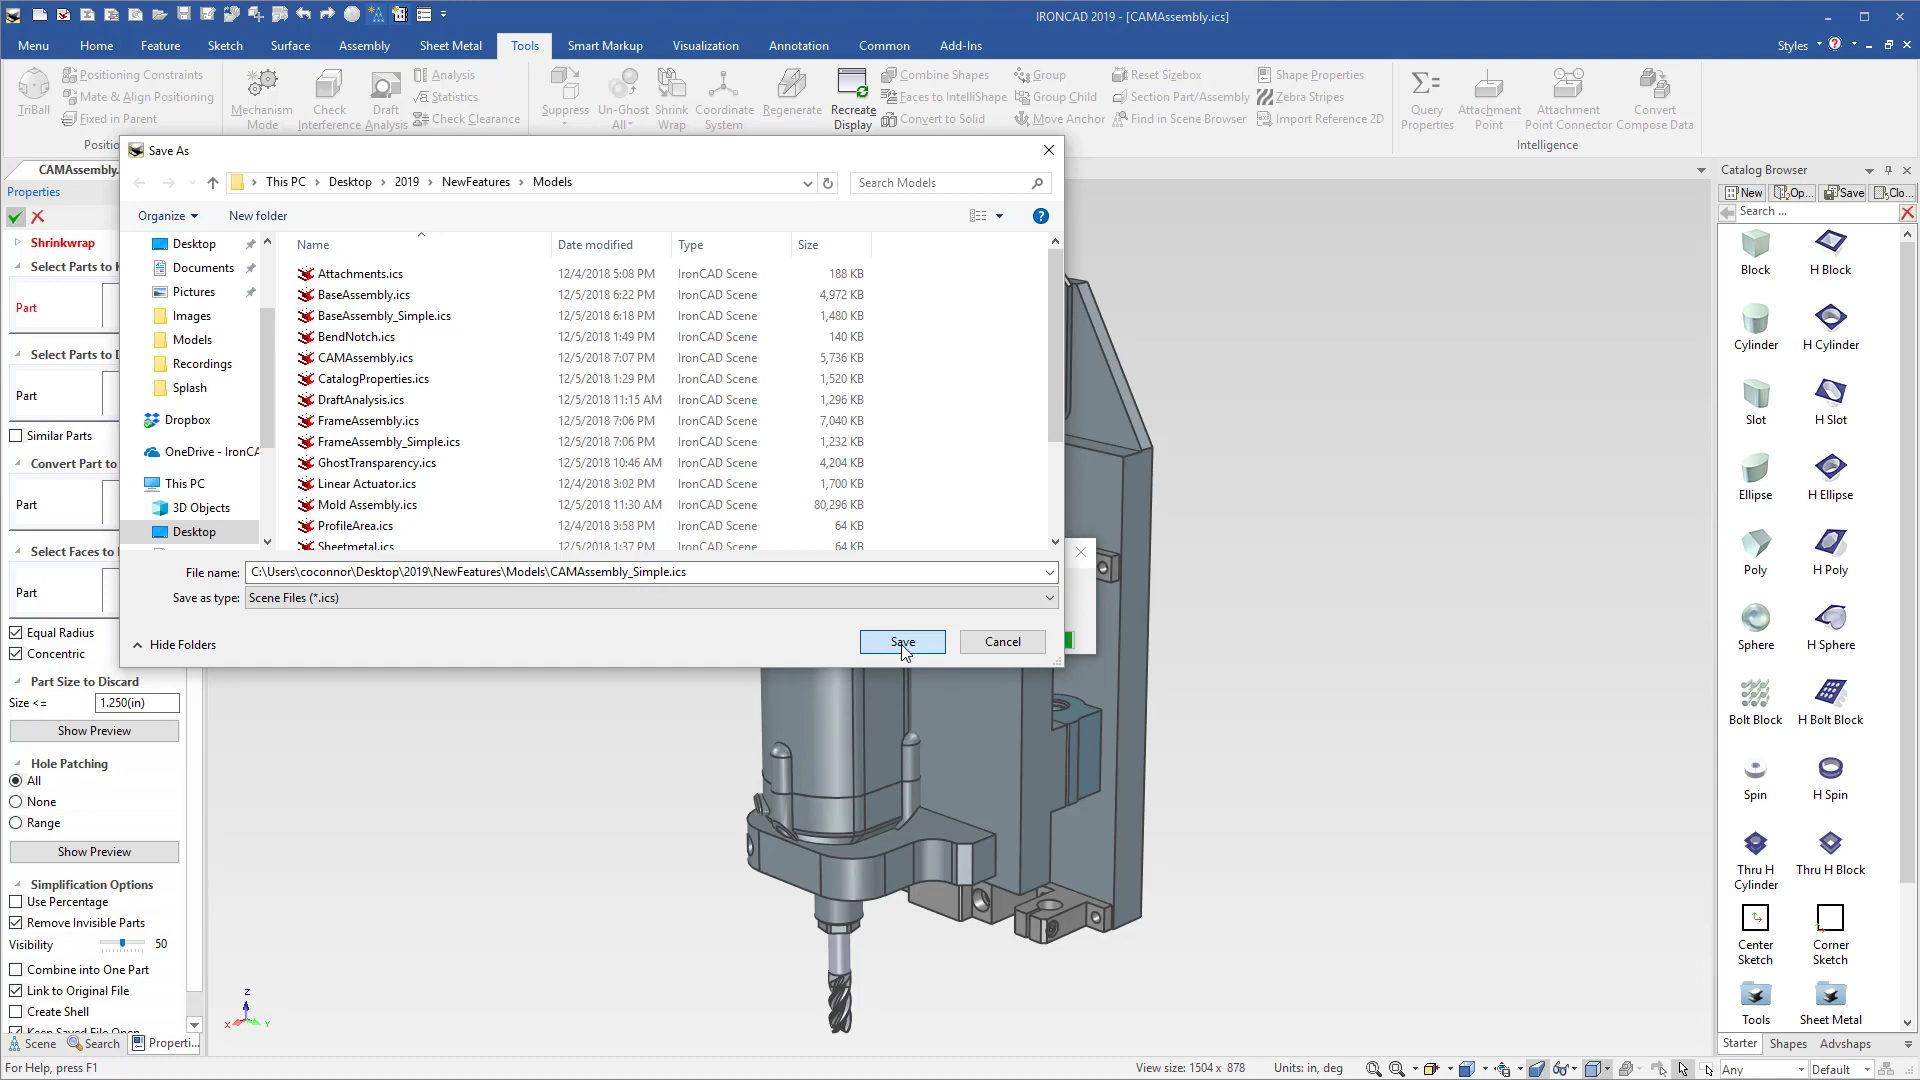 IRONCAD 2019 - [CAMAssembly.ics]
Menu Home Feature Sketch Surface Assembly Sheet Metal Tools Smart Markup Visualization Annotation Common Add-Ins Styles
TriBall
Positioning Constraints
Mate & Align Positioning
Fixed in Parent
Mechanism Mode
Check Interference
Draft Analysis
Analysis
Statistics
Check Clearance
Suppress
Un-Ghost All
Shrink Wrap
Coordinate System
Regenerate
Recreate Display
Combine Shapes
Faces to IntelliShape
Convert to Solid
Group
Group Child
Move Anchor
Reset Sizebox
Section Part/Assembly
Find in Scene Browser
Shape Properties
Zebra Stripes
Import Reference 2D
Query Properties
Attachment Point
Attachment Point Connector
Convert Compose Data
Positio
Intelligence
CAMAssembly.
Properties
Shrinkwrap
Select Parts to K
Part
Select Parts to D
Part
Similar Parts
Convert Part to
Part
Select Faces to
Part
Equal Radius
Concentric
Part Size to Discard
Size <= 1.250(in)
Show Preview
Hole Patching
All
None
Range
Show Preview
Simplification Options
Use Percentage
Remove Invisible Parts
Visibility 50
Combine into One Part
Link to Original File
Create Shell
Keep Saved File Open
Scene Search Properti...
For Help, press F1
Save As
This PC > Desktop > 2019 > NewFeatures > Models
Search Models
Organize New folder
Desktop
Documents
Pictures
Images
Models
Recordings
Splash
Dropbox
OneDrive - IronCA
This PC
3D Objects
Desktop
Name Date modified Type Size
Attachments.ics 12/4/2018 5:08 PM IronCAD Scene 188 KB
BaseAssembly.ics 12/5/2018 6:22 PM IronCAD Scene 4,972 KB
BaseAssembly_Simple.ics 12/5/2018 6:18 PM IronCAD Scene 1,480 KB
BendNotch.ics 12/5/2018 1:49 PM IronCAD Scene 140 KB
CAMAssembly.ics 12/5/2018 7:07 PM IronCAD Scene 5,736 KB
CatalogProperties.ics 12/5/2018 1:29 PM IronCAD Scene 1,520 KB
DraftAnalysis.ics 12/5/2018 11:15 AM IronCAD Scene 1,296 KB
FrameAssembly.ics 12/5/2018 7:06 PM IronCAD Scene 7,040 KB
FrameAssembly_Simple.ics 12/5/2018 7:06 PM IronCAD Scene 1,232 KB
GhostTransparency.ics 12/5/2018 10:46 AM IronCAD Scene 4,204 KB
Linear Actuator.ics 12/4/2018 3:02 PM IronCAD Scene 1,700 KB
Mold Assembly.ics 12/5/2018 11:30 AM IronCAD Scene 80,296 KB
ProfileArea.ics 12/4/2018 3:58 PM IronCAD Scene 64 KB
Sheetmetal.ics 12/5/2018 1:37 PM IronCAD Scene 64 KB
File name: C:\Users\coconnor\Desktop\2019\NewFeatures\Models\CAMAssembly_Simple.ics
Save as type: Scene Files (*.ics)
Hide Folders
Save Cancel
Z
X
Y
Catalog Browser
New Op... Save Clo...
Search ...
Block H Block
Cylinder H Cylinder
Slot H Slot
Ellipse H Ellipse
Poly H Poly
Sphere H Sphere
Bolt Block H Bolt Block
Spin H Spin
Thru H Cylinder
Thru H Block
Center Sketch
Corner Sketch
Tools Sheet Metal
Starter Shapes Advshaps
View size: 1504 x 878 Units: in, deg Any Default